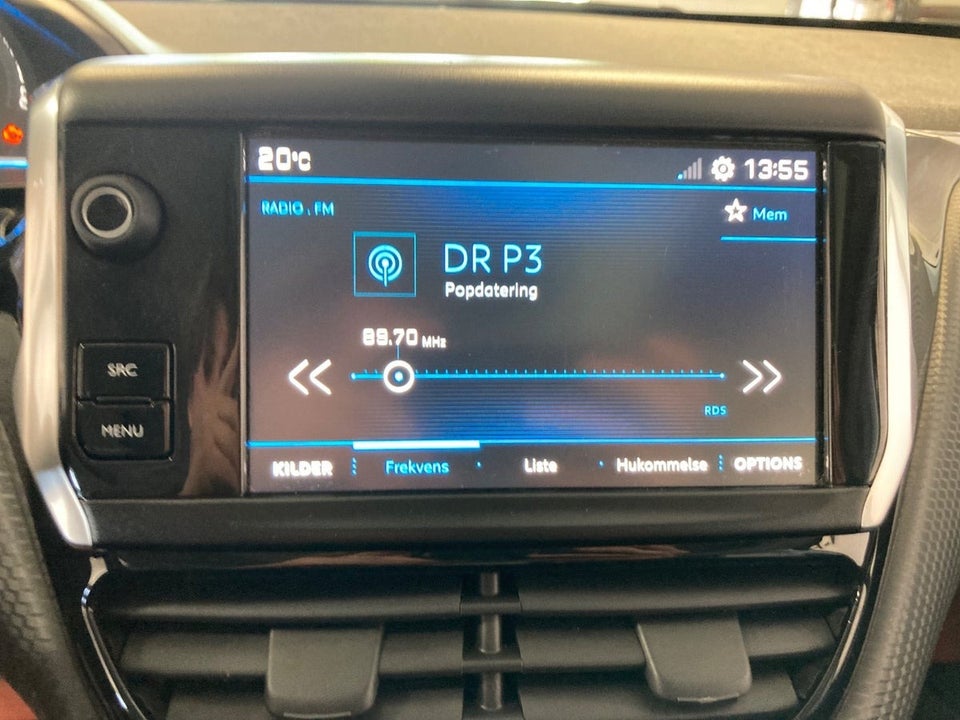 20°C
13:55
RADIO . FM
Mem
DR P3
Popdatering
89.70 MHz
SRC
MENU
RDS
KILDER
Frekvens
Liste
Hukommelse
OPTIONS